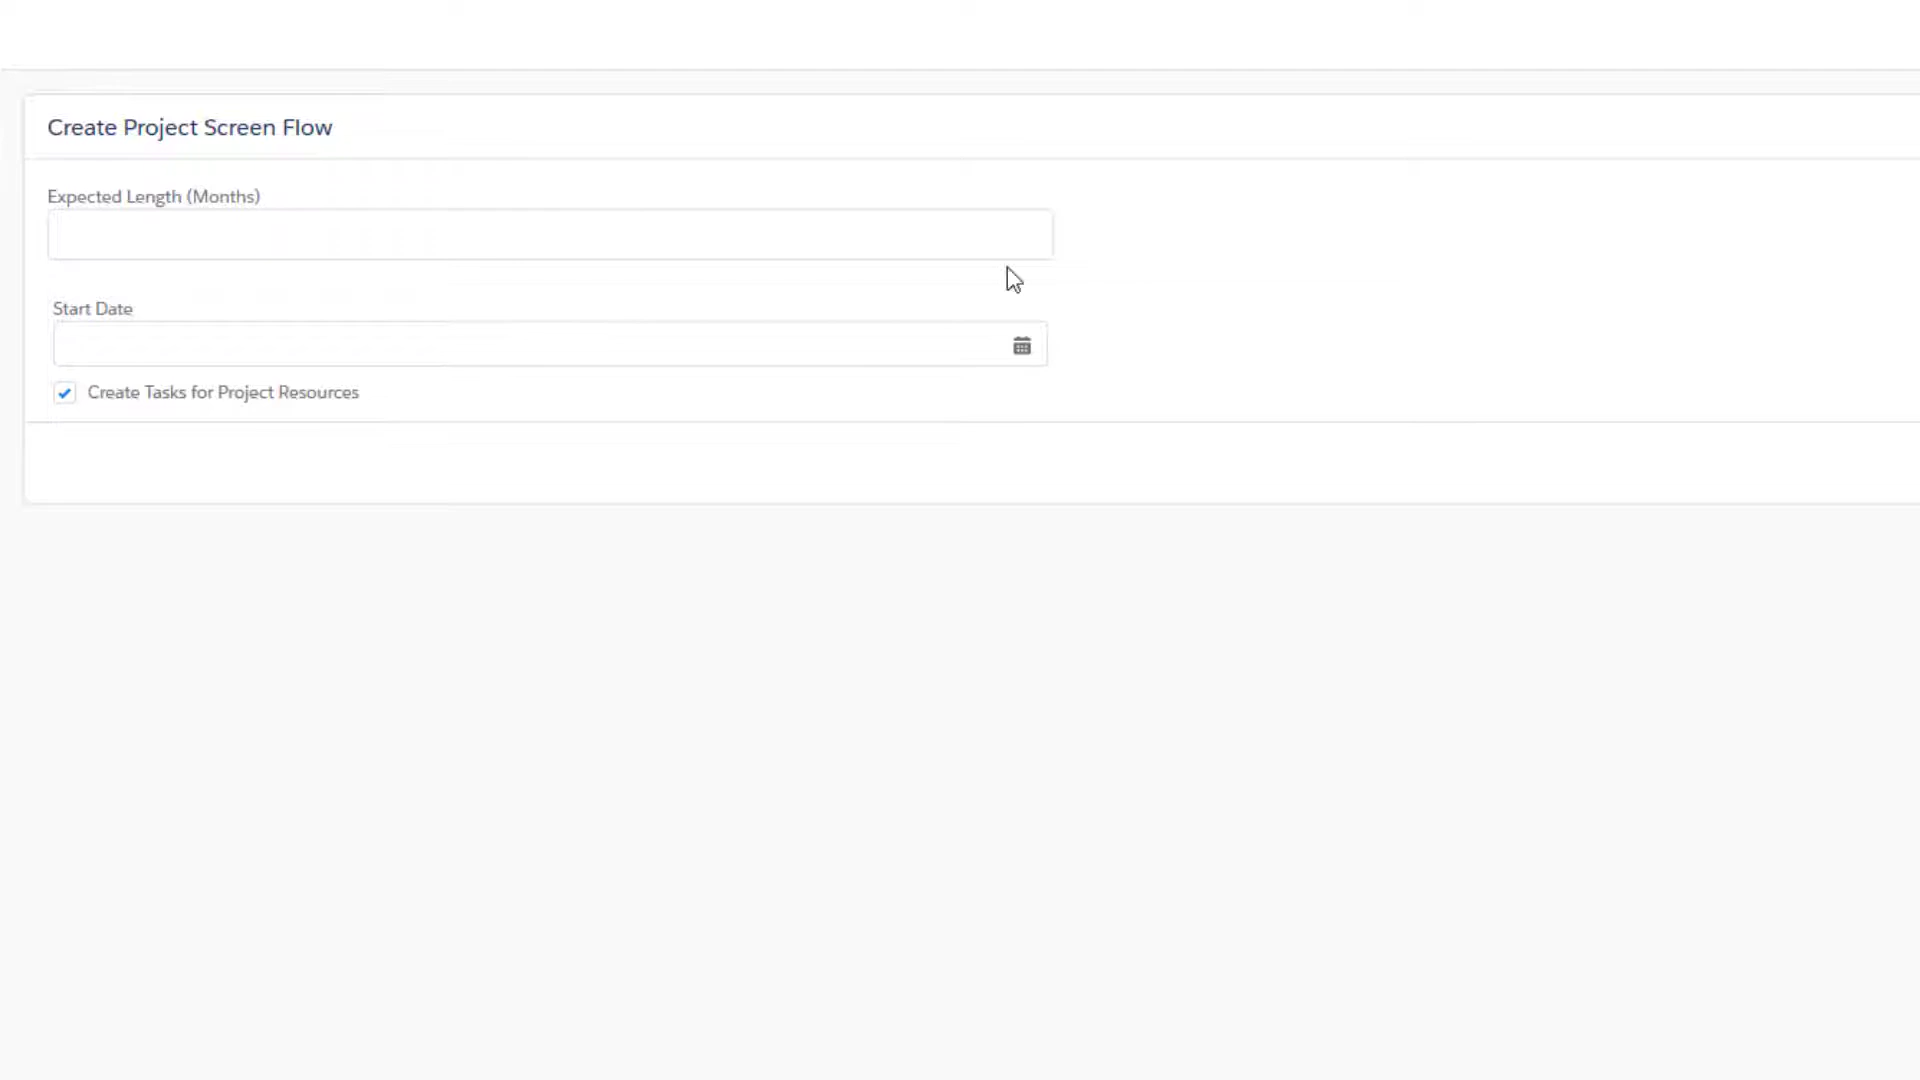 Create Project Screen Flow
Expected Length (Months)
Start Date
Create Tasks for Project Resources